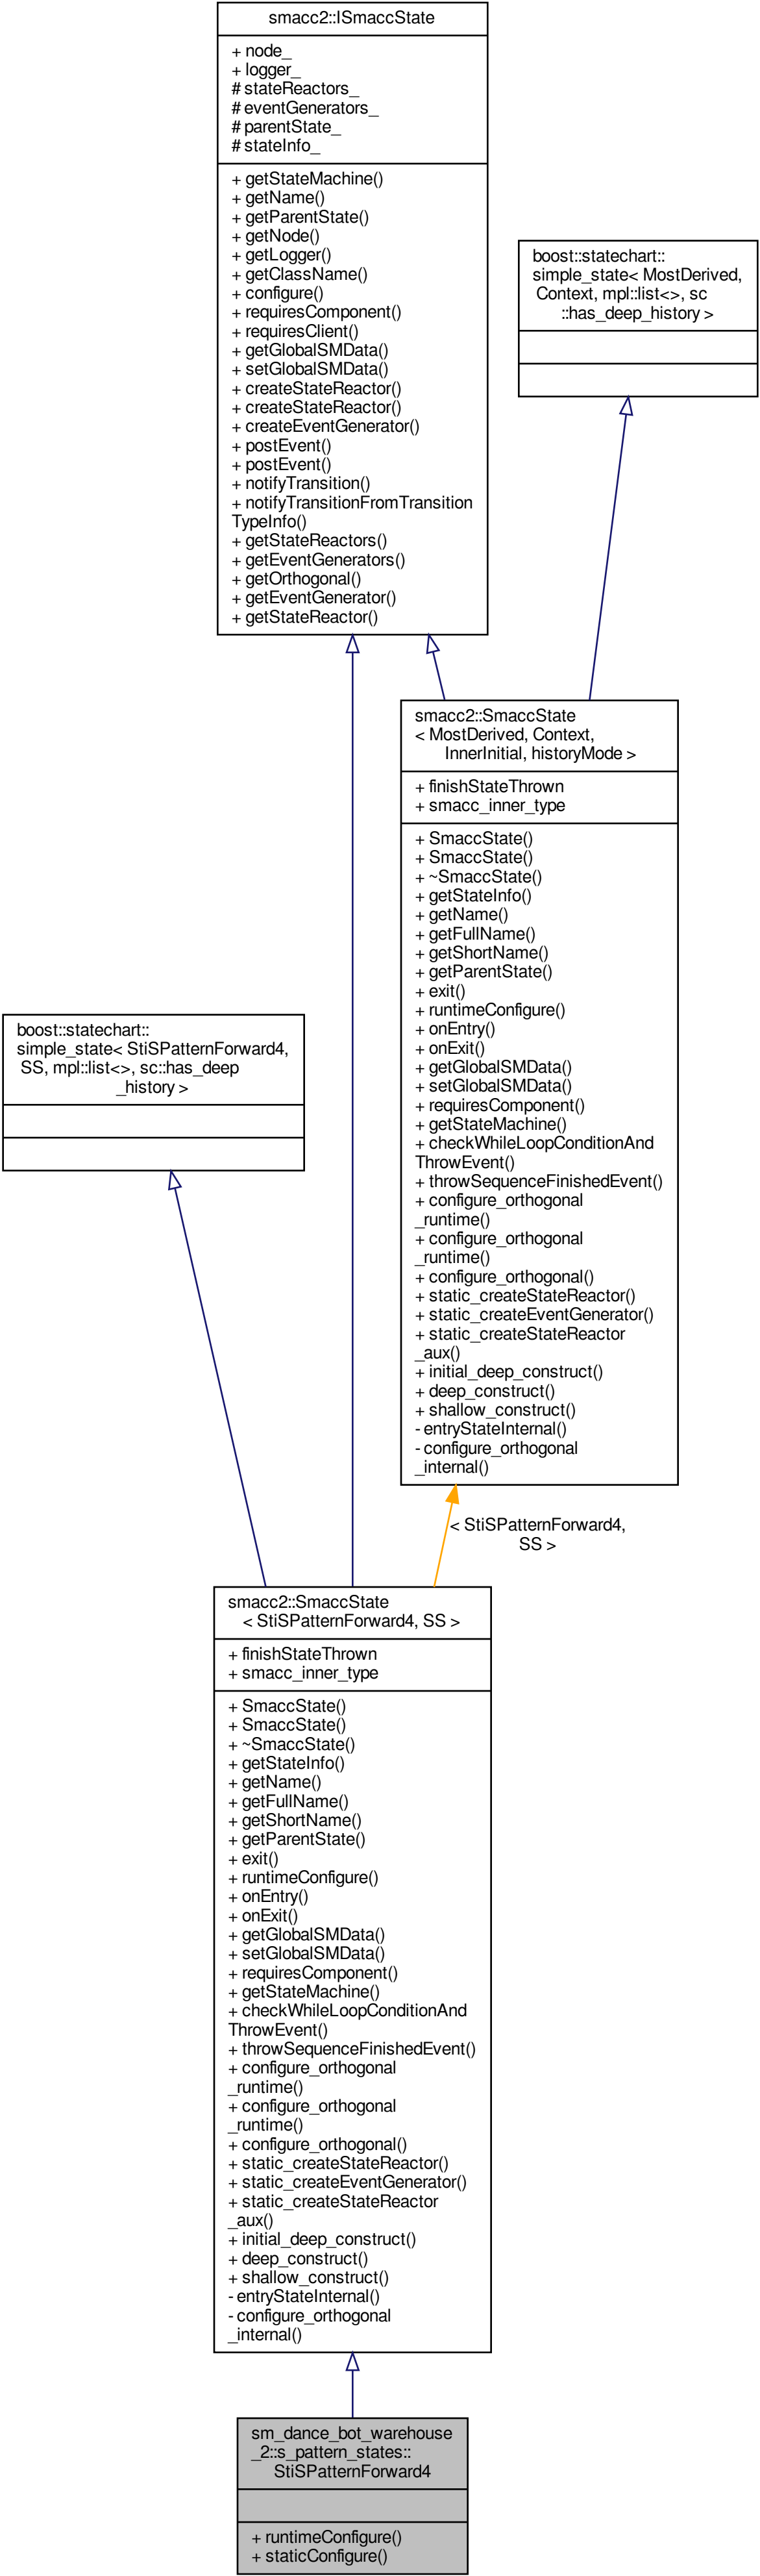 smacc2::ISmaccState
+ node_
+ logger_
# stateReactors_
# eventGenerators_
# parentState_
# stateInfo_
+ getStateMachine()
+ getName()
+ getParentState()
+ getNode()
+ getLogger()
+ getClassName()
+ configure()
+ requiresComponent()
+ requiresClient()
+ getGlobalSMData()
+ setGlobalSMData()
+ createStateReactor()
+ createStateReactor()
+ createEventGenerator()
+ postEvent()
+ postEvent()
+ notifyTransition()
+ notifyTransitionFromTransition
TypeInfo()
+ getStateReactors()
+ getEventGenerators()
+ getOrthogonal()
+ getEventGenerator()
+ getStateReactor()
boost::statechart::
simple_state< MostDerived,
Context, mpl::list<>, sc
::has_deep_history >
smacc2::SmaccState
< MostDerived, Context,
InnerInitial, historyMode >
+ finishStateThrown
+ smacc_inner_type
+ SmaccState()
+ SmaccState()
+ ~SmaccState()
+ getStateInfo()
+ getName()
+ getFullName()
+ getShortName()
+ getParentState()
+ exit()
+ runtimeConfigure()
+ onEntry()
+ onExit()
+ getGlobalSMData()
+ setGlobalSMData()
+ requiresComponent()
+ getStateMachine()
+ checkWhileLoopConditionAnd
ThrowEvent()
+ throwSequenceFinishedEvent()
+ configure_orthogonal
_runtime()
+ configure_orthogonal
_runtime()
+ configure_orthogonal()
+ static_createStateReactor()
+ static_createEventGenerator()
+ static_createStateReactor
_aux()
+ initial_deep_construct()
+ deep_construct()
+ shallow_construct()
- entryStateInternal()
- configure_orthogonal
_internal()
boost::statechart::
simple_state< StiSPatternForward4,
SS, mpl::list<>, sc::has_deep
_history >
< StiSPatternForward4,
SS >
smacc2::SmaccState
< StiSPatternForward4, SS >
+ finishStateThrown
+ smacc_inner_type
+ SmaccState()
+ SmaccState()
+ ~SmaccState()
+ getStateInfo()
+ getName()
+ getFullName()
+ getShortName()
+ getParentState()
+ exit()
+ runtimeConfigure()
+ onEntry()
+ onExit()
+ getGlobalSMData()
+ setGlobalSMData()
+ requiresComponent()
+ getStateMachine()
+ checkWhileLoopConditionAnd
ThrowEvent()
+ throwSequenceFinishedEvent()
+ configure_orthogonal
_runtime()
+ configure_orthogonal
_runtime()
+ configure_orthogonal()
+ static_createStateReactor()
+ static_createEventGenerator()
+ static_createStateReactor
_aux()
+ initial_deep_construct()
+ deep_construct()
+ shallow_construct()
- entryStateInternal()
- configure_orthogonal
_internal()
sm_dance_bot_warehouse
_2::s_pattern_states::
StiSPatternForward4
+ runtimeConfigure()
+ staticConfigure()